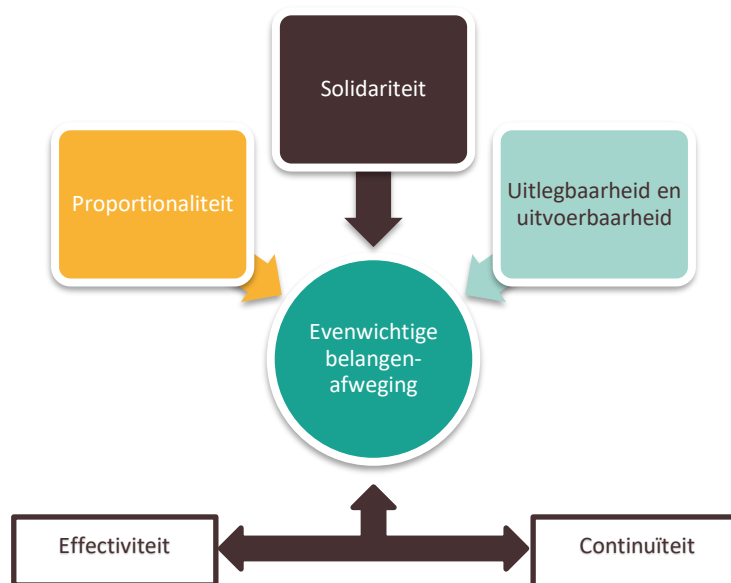 Solidariteit
Proportionaliteit
Uitlegbaarheid en
uitvoerbaarheid
Evenwichtige
belangen-
afweging
Effectiviteit
Continuïteit